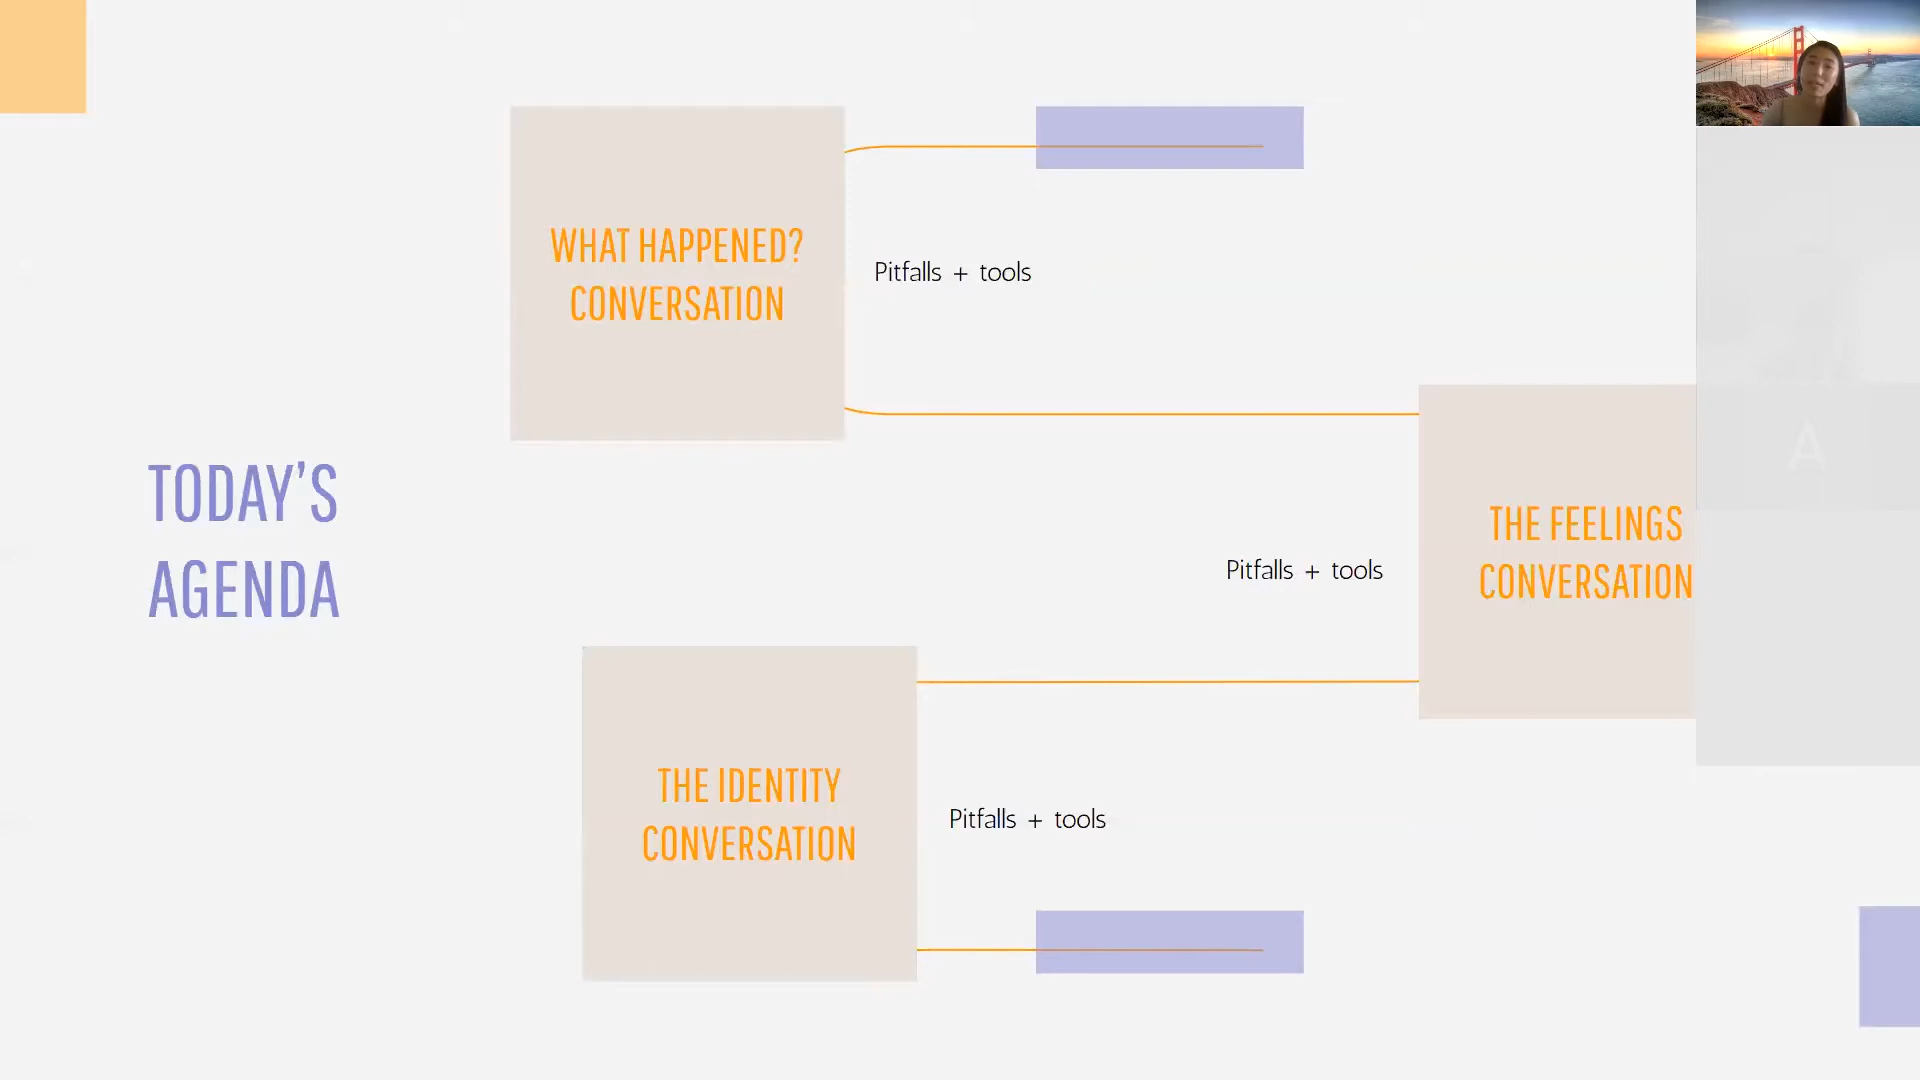 TODAY'S
AGENDA
WHAT HAPPENED?
CONVERSATION
Pitfalls + tools
THE FEELINGS
CONVERSATION
Pitfalls + tools
THE IDENTITY
CONVERSATION
Pitfalls + tools
A